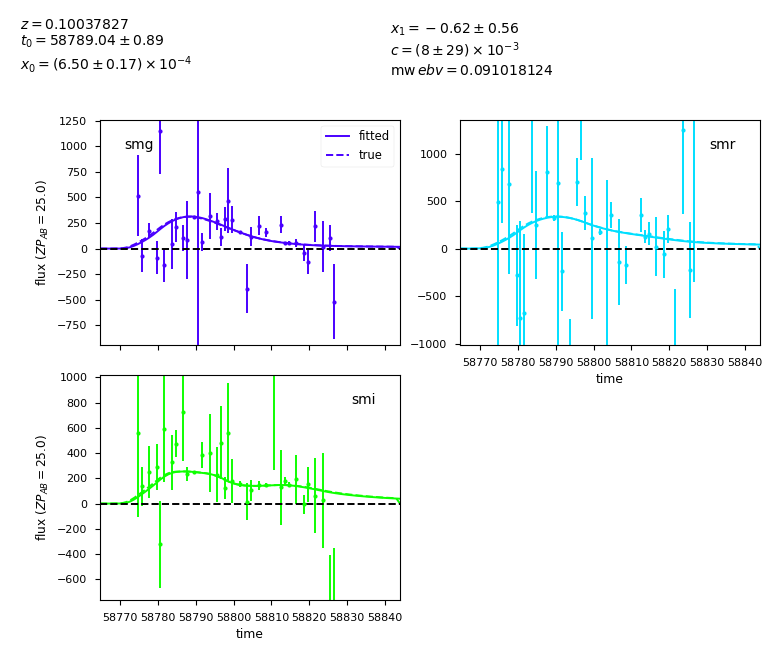 z = 0.10037827
t₀ = 58789.04 ± 0.89
x₀ = (6.50 ± 0.17) × 10⁻⁴
x₁ = −0.62 ± 0.56
c = (8 ± 29) × 10⁻³
mw ebv = 0.091018124
smg
fitted
true
1250
1000
750
500
250
0
−250
−500
−750
flux (ZP_AB = 25.0)
smr
1000
500
0
−500
−1000
58770 58780 58790 58800 58810 58820 58830 58840
time
smi
1000
800
600
400
200
0
−200
−400
−600
flux (ZP_AB = 25.0)
58770 58780 58790 58800 58810 58820 58830 58840
time